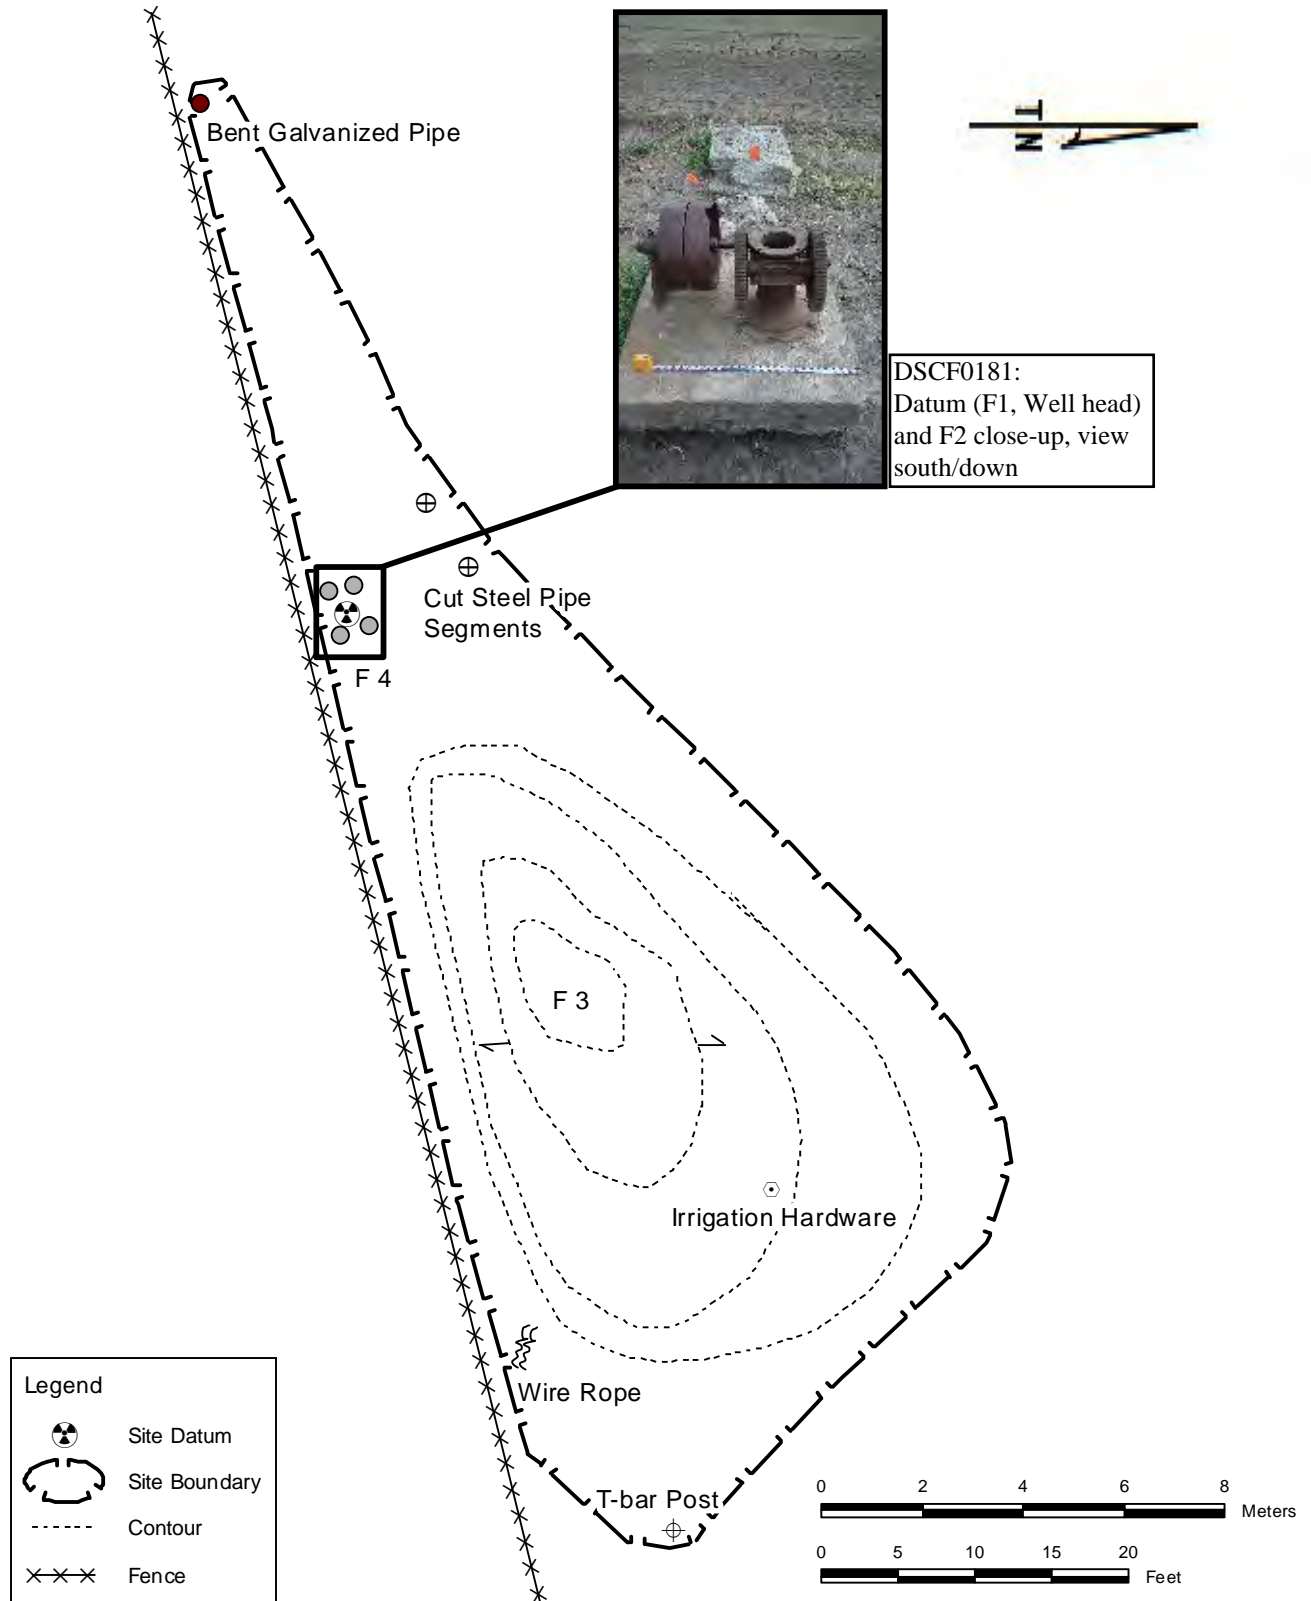 Bent Galvanized Pipe
TN
DSCF0181:
Datum (F1, Well head)
and F2 close-up, view
south/down
Cut Steel Pipe
Segments
F 4
F 3
Irrigation Hardware
Wire Rope
T-bar Post
Legend
Site Datum
Site Boundary
Contour
Fence
0 2 4 6 8
Meters
0 5 10 15 20
Feet